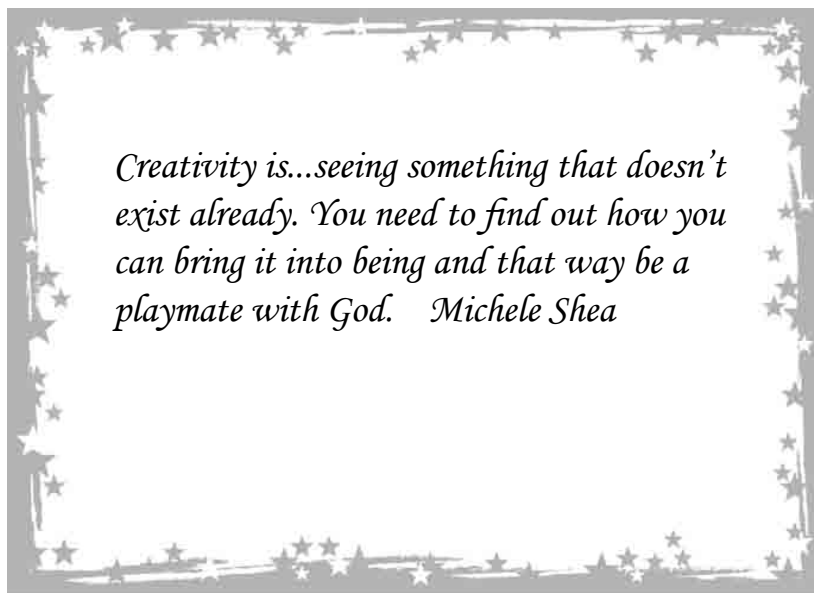 Creativity is...seeing something that doesn’t
exist already. You need to find out how you
can bring it into being and that way be a
playmate with God. Michele Shea